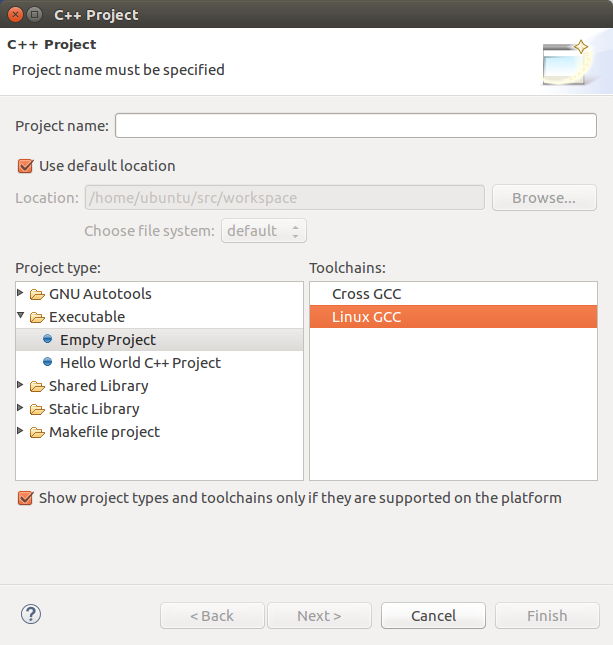 C++ Project
C++ Project
Project name must be specified
Project name:
Use default location
Location: /home/ubuntu/src/workspace Browse...
Choose file system: default
Project type: Toolchains:
GNU Autotools Cross GCC
Executable Linux GCC
Empty Project
Hello World C++ Project
Shared Library
Static Library
Makefile project
Show project types and toolchains only if they are supported on the platform
? < Back Next > Cancel Finish